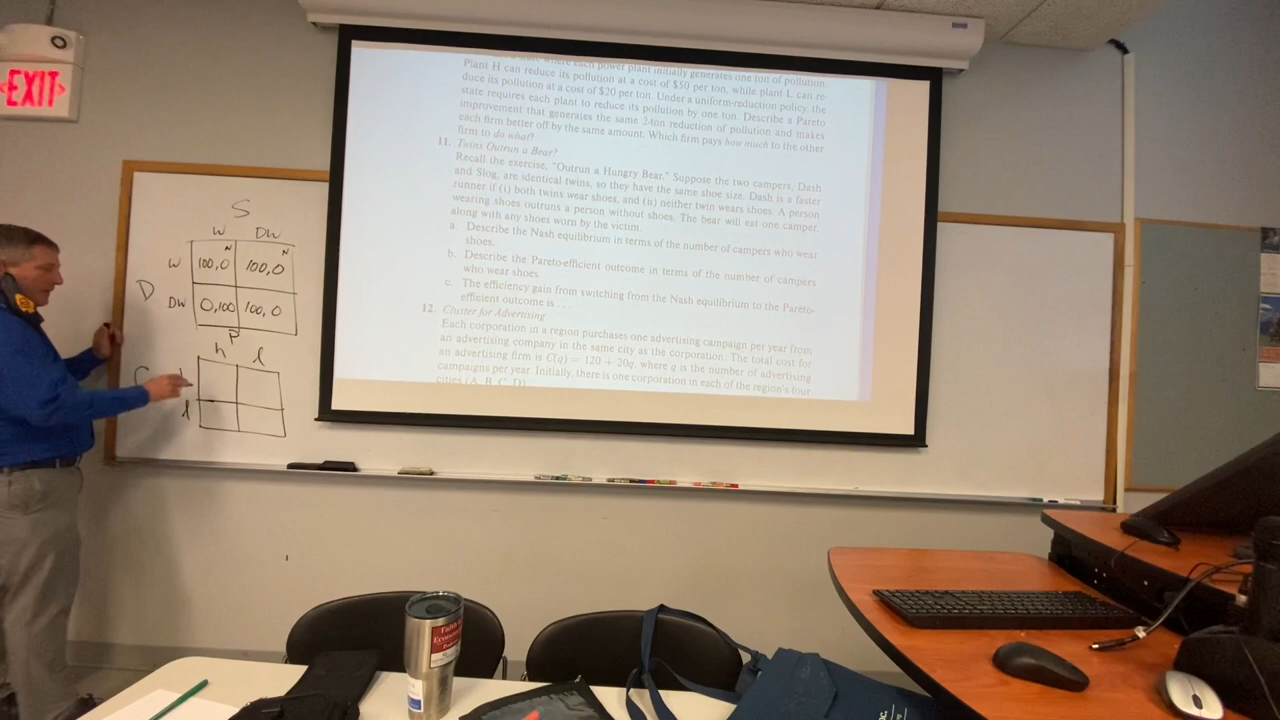 EXIT
S
W DW
W 100,0 N 100,0 N
D
DW 0,100 100,0
P
h l
l
where each power plant initially generates one ton of pollution.
Plant H can reduce its pollution at a cost of $50 per ton, while plant L can re-
duce its pollution at a cost of $20 per ton. Under a uniform-reduction policy, the
state requires each plant to reduce its pollution by one ton. Describe a Pareto
improvement that generates the same 2-ton reduction of pollution and makes
each firm better off by the same amount. Which firm pays how much to the other
firm to do what?
11. Twins Outrun a Bear?
Recall the exercise, "Outrun a Hungry Bear." Suppose the two campers, Dash
and Slog, are identical twins, so they have the same shoe size. Dash is a faster
runner if (i) both twins wear shoes, and (ii) neither twin wears shoes. A person
wearing shoes outruns a person without shoes. The bear will eat one camper,
along with any shoes worn by the victim.
a. Describe the Nash equilibrium in terms of the number of campers who wear
shoes.
b. Describe the Pareto-efficient outcome in terms of the number of campers
who wear shoes.
c. The efficiency gain from switching from the Nash equilibrium to the Pareto-
efficient outcome is ....
12. Cluster for Advertising
Each corporation in a region purchases one advertising campaign per year from
an advertising company in the same city as the corporation. The total cost for
an advertising firm is C(q) = 120 + 20q, where q is the number of advertising
campaigns per year. Initially, there is one corporation in each of the region's four
cities (A, B, C, D)
Faith &
Economics